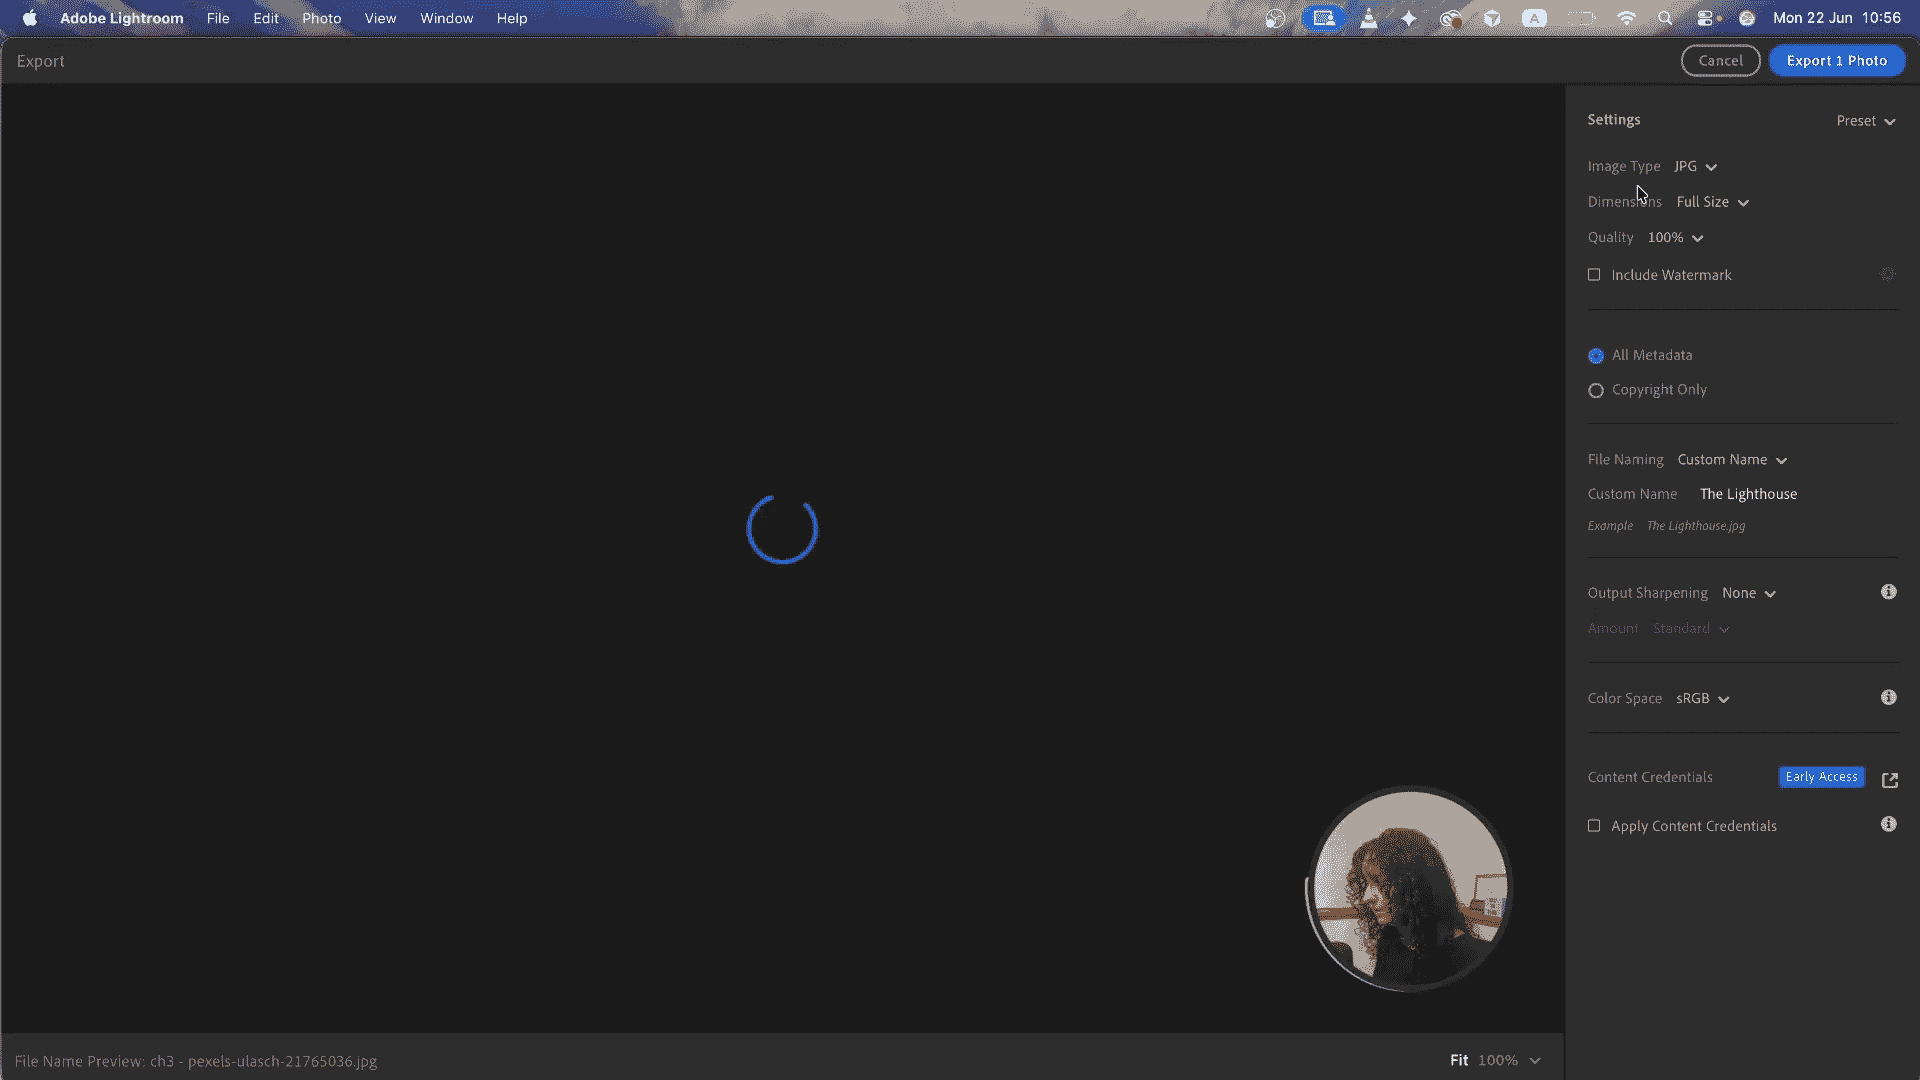 Adobe Lightroom File Edit Photo View Window Help A Mon 22 Jun 10:56
Export Cancel Export 1 Photo
Settings Preset
Image Type JPG
Dimensions Full Size
Quality 100%
Include Watermark
All Metadata
Copyright Only
File Naming Custom Name
Custom Name The Lighthouse
Example The Lighthouse.jpg
Output Sharpening None
Amount Standard
Color Space sRGB
Content Credentials Early Access
Apply Content Credentials
File Name Preview: ch3 - pexels-ulasch-21765036.jpg Fit 100%